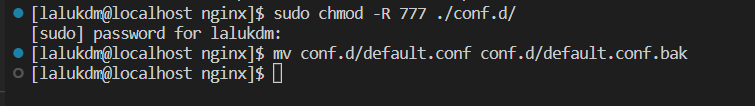 [lalukdm@localhost nginx]$ sudo chmod -R 777 ./conf.d/
[sudo] password for lalukdm:
[lalukdm@localhost nginx]$ mv conf.d/default.conf conf.d/default.conf.bak
[lalukdm@localhost nginx]$